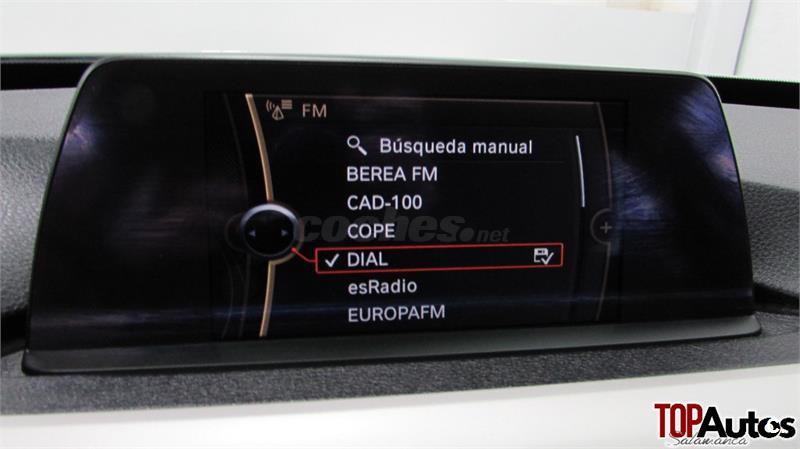 FM
Búsqueda manual
BEREA FM
CAD-100
COPE
coches.net
DIAL
esRadio
EUROPAFM
TOPAutos
Salamanca